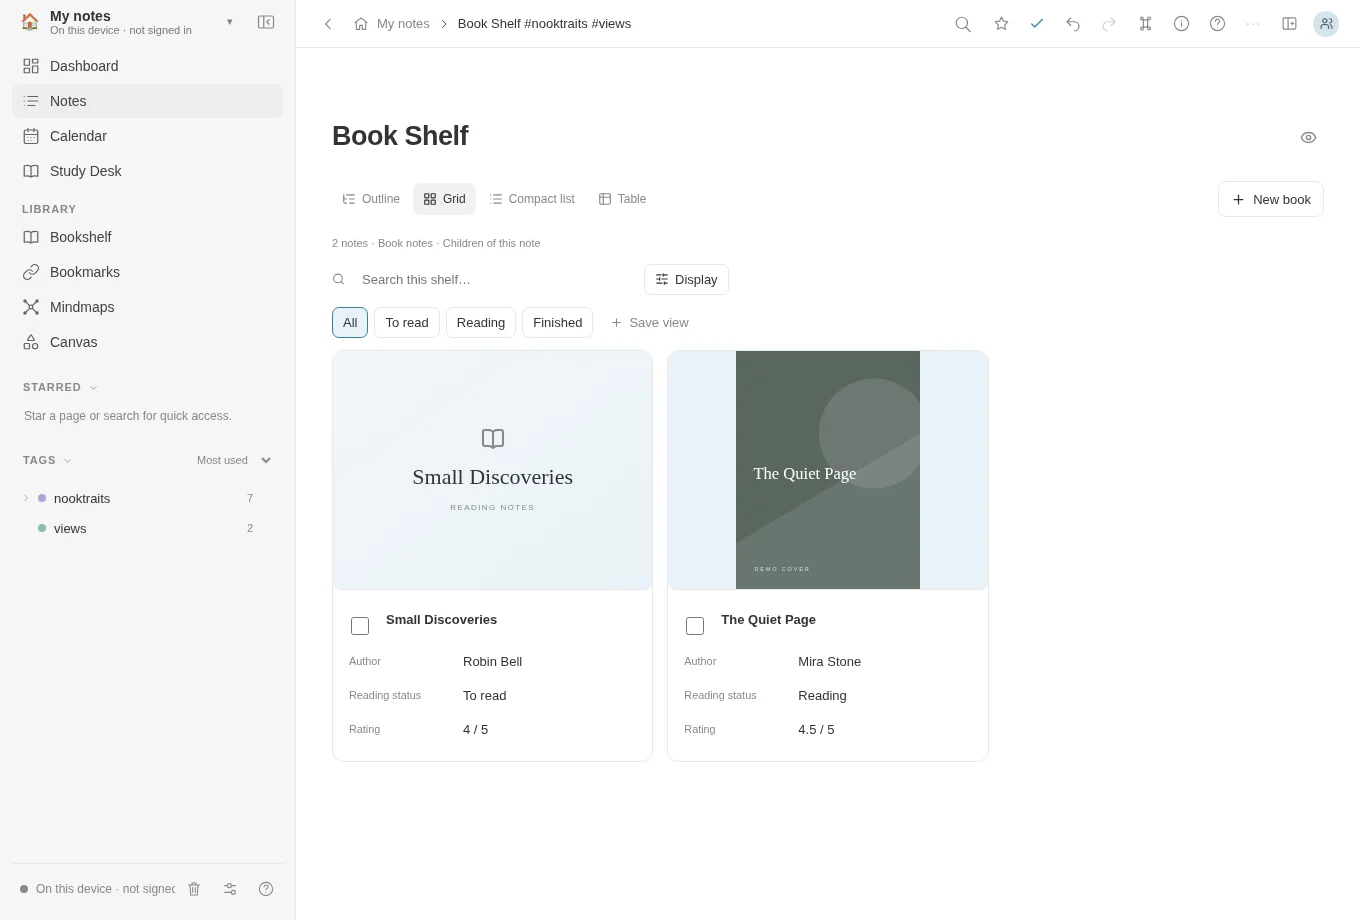 My notes
On this device · not signed in
Dashboard
Notes
Calendar
Study Desk
LIBRARY
Bookshelf
Bookmarks
Mindmaps
Canvas
STARRED
Star a page or search for quick access.
TAGS
Most used
nooktraits 7
views 2
On this device · not signed
My notes
Book Shelf #nooktraits #views
Book Shelf
Outline
Grid
Compact list
Table
New book
2 notes · Book notes · Children of this note
Search this shelf…
Display
All
To read
Reading
Finished
Save view
Small Discoveries
READING NOTES
Small Discoveries
Author Robin Bell
Reading status To read
Rating 4 / 5
The Quiet Page
DEMO COVER
The Quiet Page
Author Mira Stone
Reading status Reading
Rating 4.5 / 5